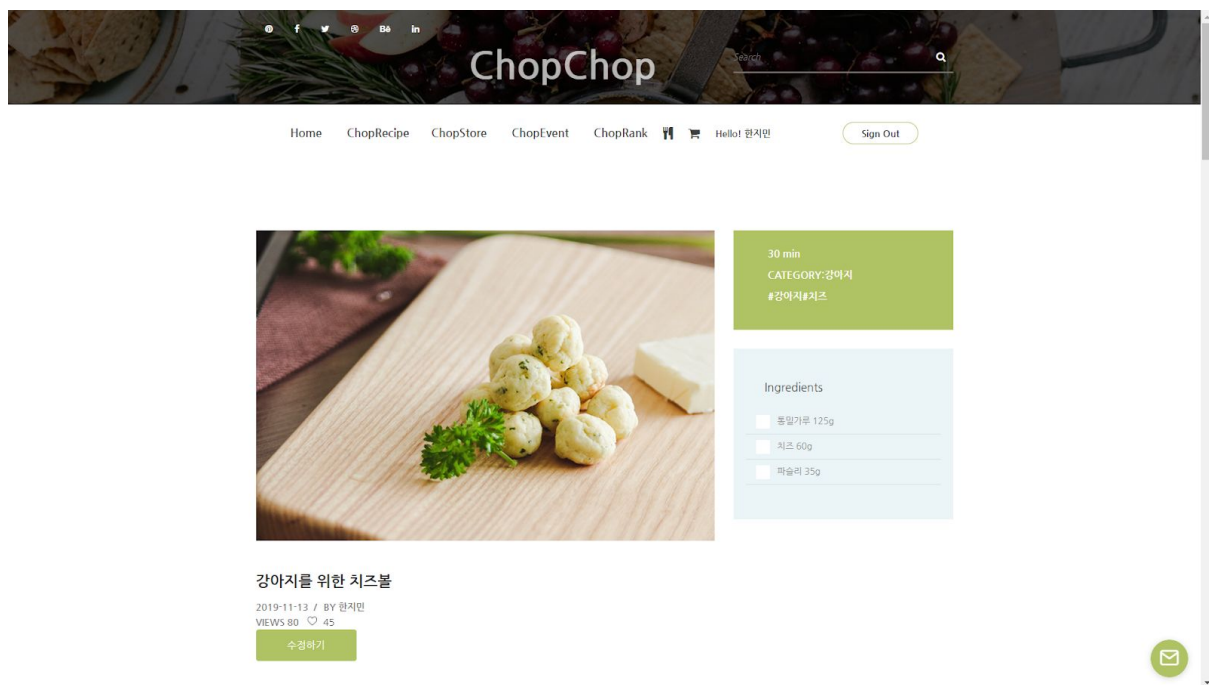 Bē in
ChopChop
Search
Home ChopRecipe ChopStore ChopEvent ChopRank Hello! 한지민 Sign Out
30 min
CATEGORY:강아지
#강아지#치즈
Ingredients
통밀가루 125g
치즈 60g
파슬리 35g
강아지를 위한 치즈볼
2019-11-13 / BY 한지민
VIEWS 80 ♡ 45
수정하기